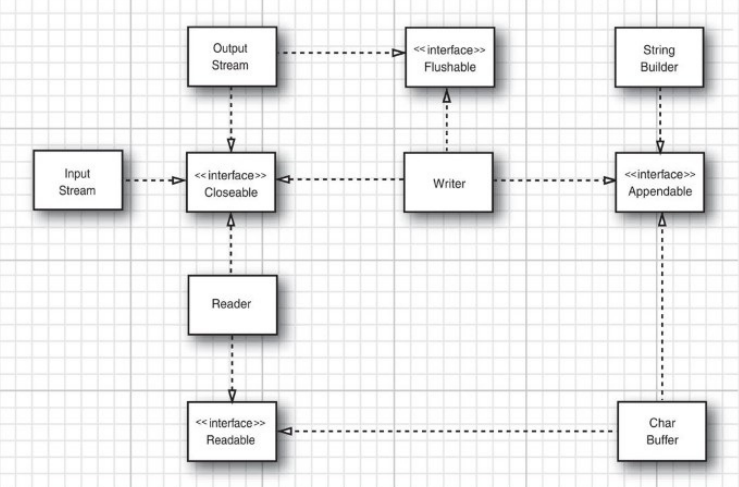 Output
Stream
<<interface>>
Flushable
String
Builder
Input
Stream
<<interface>>
Closeable
Writer
<<interface>>
Appendable
Reader
<<interface>>
Readable
Char
Buffer